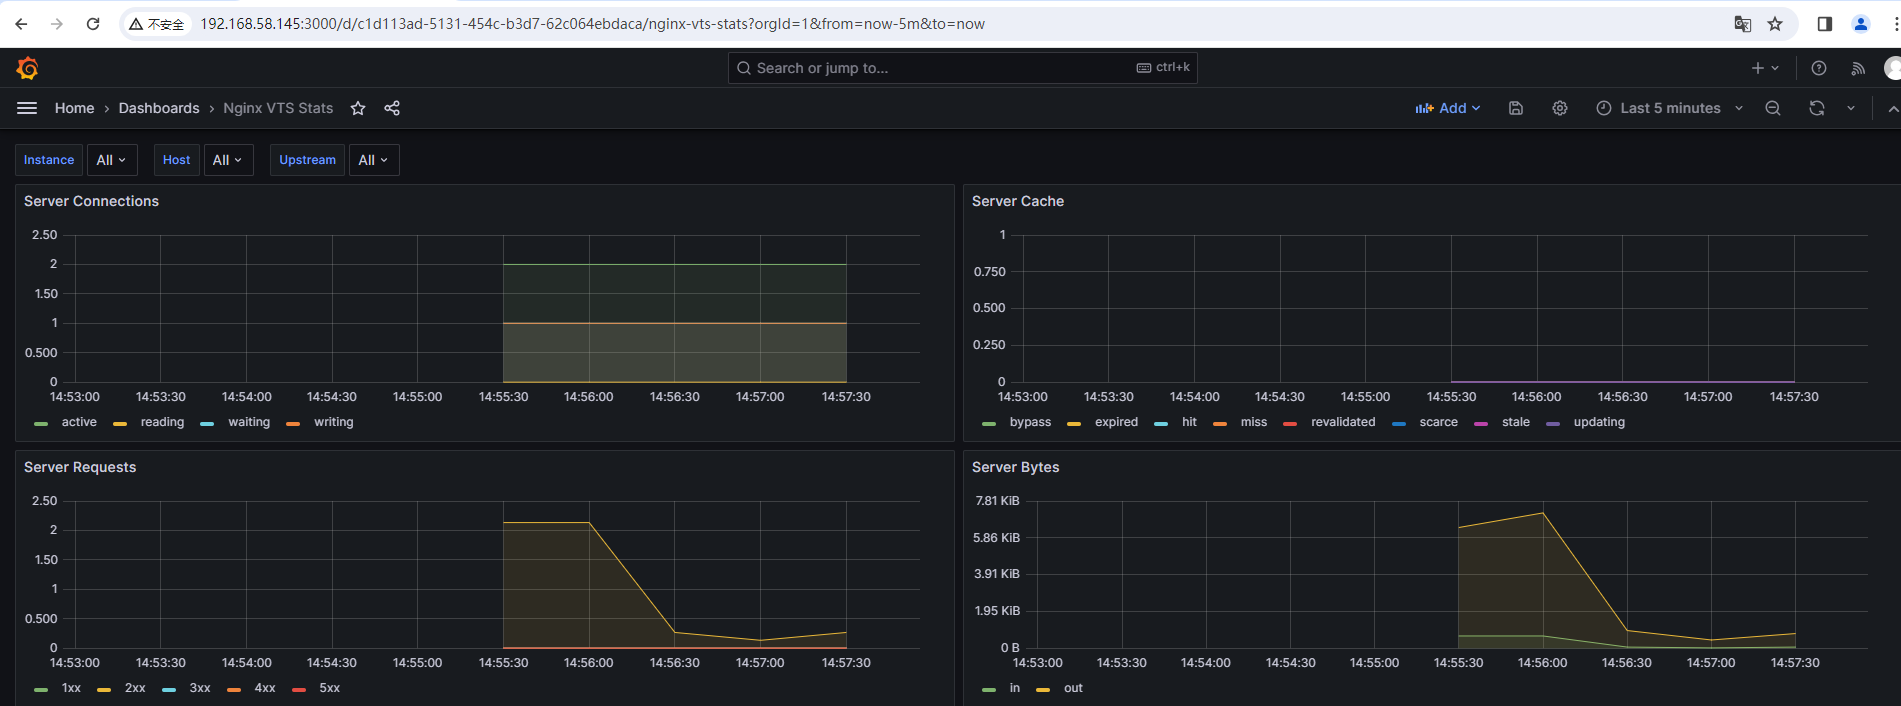 不安全 192.168.58.145:3000/d/c1d113ad-5131-454c-b3d7-62c064ebdaca/nginx-vts-stats?orgId=1&from=now-5m&to=now
Search or jump to... ctrl+k
Home › Dashboards › Nginx VTS Stats Add Last 5 minutes
Instance All Host All Upstream All
Server Connections
2.50
2
1.50
1
0.500
0
14:53:00 14:53:30 14:54:00 14:54:30 14:55:00 14:55:30 14:56:00 14:56:30 14:57:00 14:57:30
active reading waiting writing
Server Cache
1
0.750
0.500
0.250
0
14:53:00 14:53:30 14:54:00 14:54:30 14:55:00 14:55:30 14:56:00 14:56:30 14:57:00 14:57:30
bypass expired hit miss revalidated scarce stale updating
Server Requests
2.50
2
1.50
1
0.500
0
14:53:00 14:53:30 14:54:00 14:54:30 14:55:00 14:55:30 14:56:00 14:56:30 14:57:00 14:57:30
1xx 2xx 3xx 4xx 5xx
Server Bytes
7.81 KiB
5.86 KiB
3.91 KiB
1.95 KiB
0 B
14:53:00 14:53:30 14:54:00 14:54:30 14:55:00 14:55:30 14:56:00 14:56:30 14:57:00 14:57:30
in out